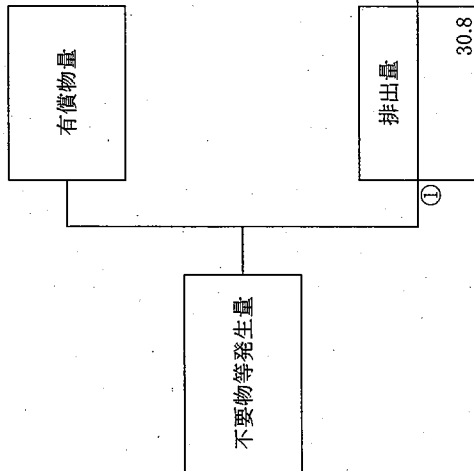 有償物量
不要物等発生量
排出量
①
30.8